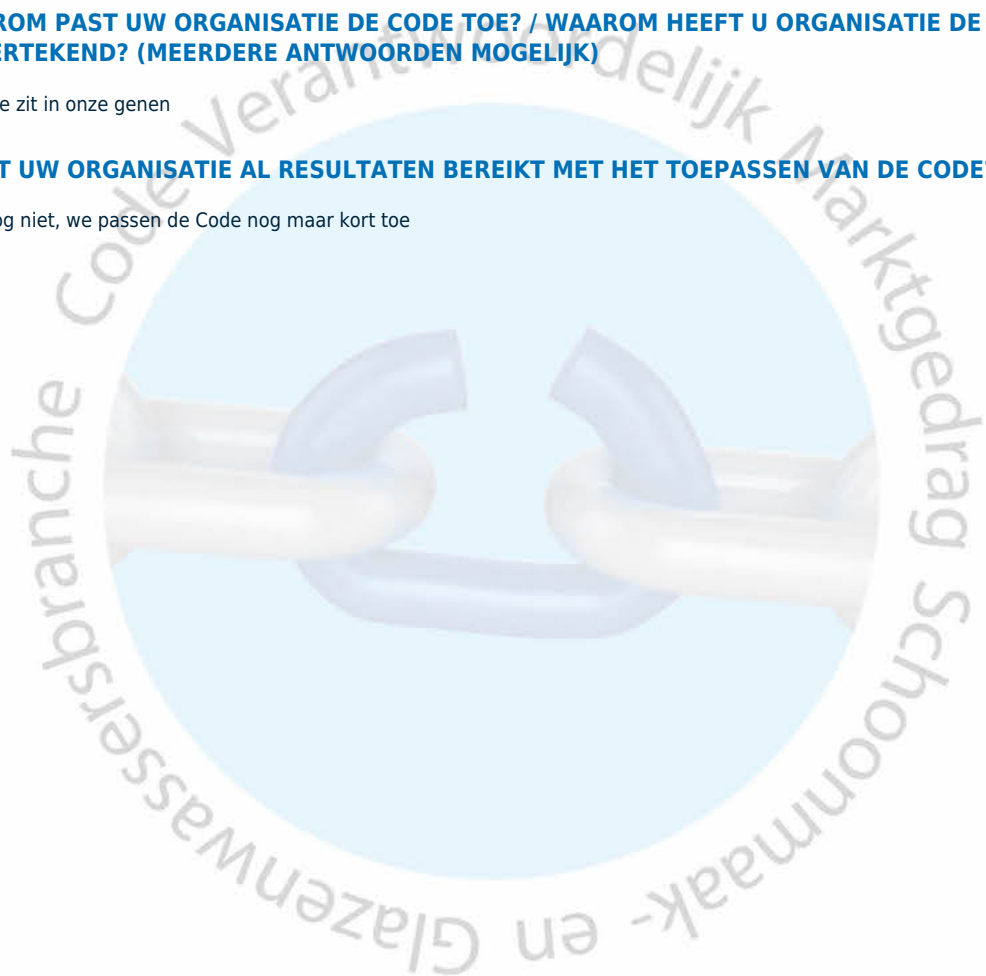 ROM PAST UW ORGANISATIE DE CODE TOE? / WAAROM HEEFT U ORGANISATIE DE
ERTEKEND? (MEERDERE ANTWOORDEN MOGELIJK)
e zit in onze genen
T UW ORGANISATIE AL RESULTATEN BEREIKT MET HET TOEPASSEN VAN DE CODE?
og niet, we passen de Code nog maar kort toe
Code Verantwoordelijk Marktgedrag Schoonmaak- en Glazenwassersbranche